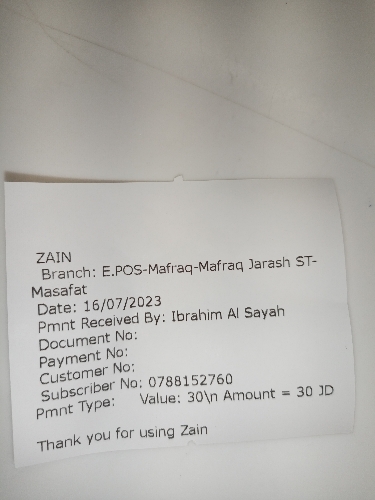 ZAIN
Branch: E.POS-Mafraq-Mafraq Jarash ST-
Masafat
Date: 16/07/2023
Pmnt Received By: Ibrahim Al Sayah
Document No:
Payment No:
Customer No:
Subscriber No: 0788152760
Pmnt Type: Value: 30\n Amount = 30 JD
Thank you for using Zain